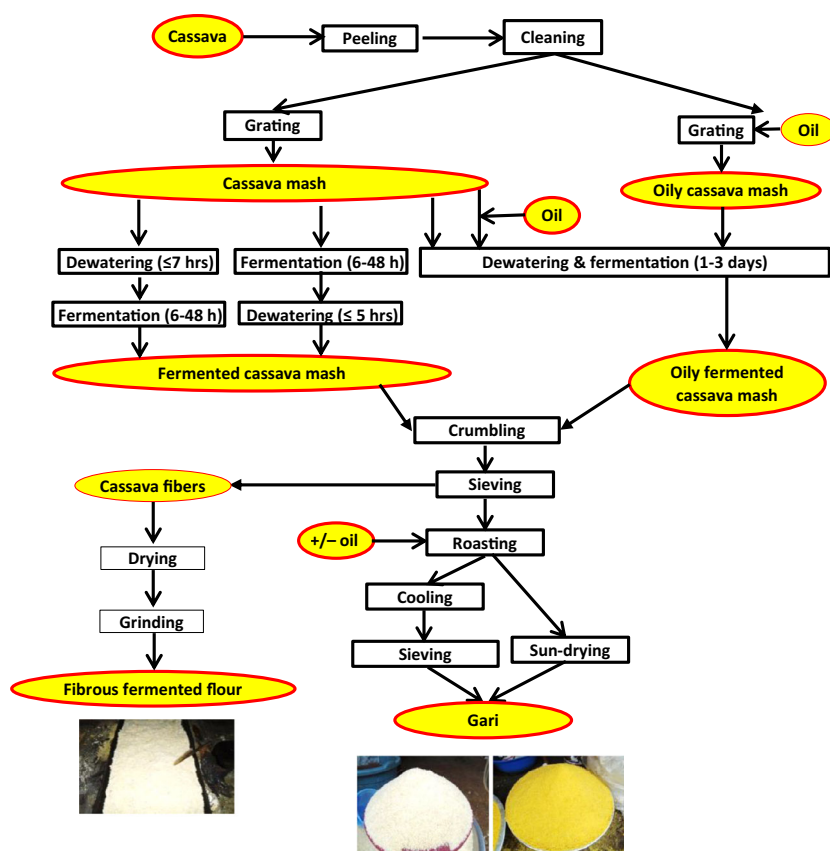 Cassava
Peeling
Cleaning
Grating
Grating
Oil
Cassava mash
Oily cassava mash
Oil
Dewatering (≤7 hrs)
Fermentation (6-48 h)
Dewatering & fermentation (1-3 days)
Fermentation (6-48 h)
Dewatering (≤ 5 hrs)
Fermented cassava mash
Oily fermented
cassava mash
Crumbling
Cassava fibers
Sieving
+/– oil
Roasting
Drying
Cooling
Grinding
Sieving
Sun-drying
Fibrous fermented flour
Gari